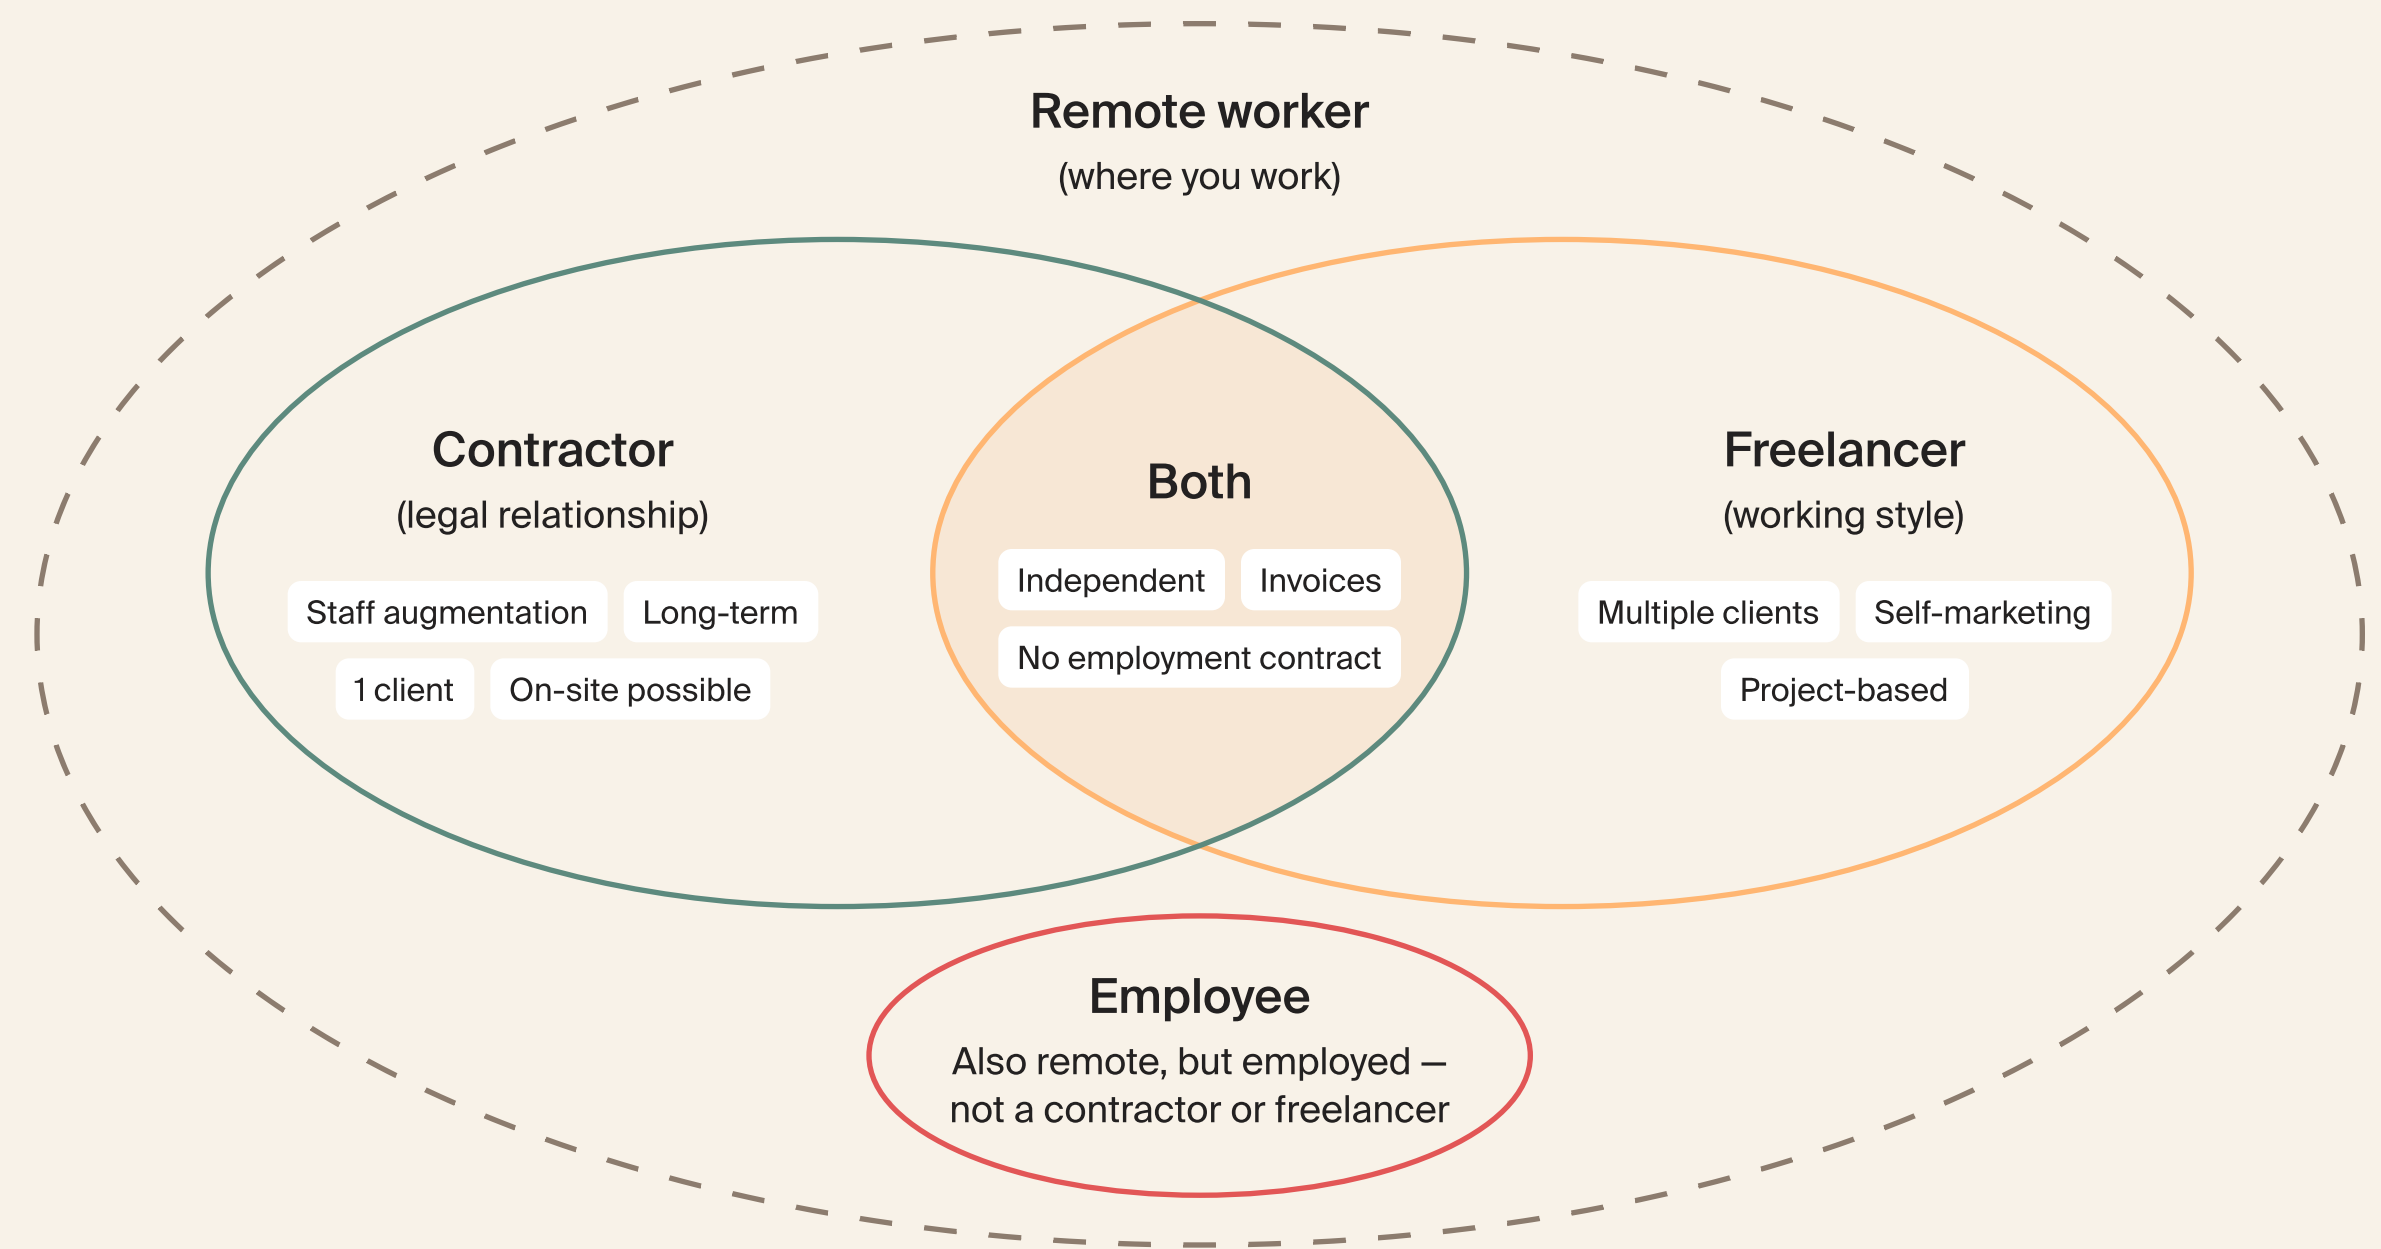 Remote worker
(where you work)
Contractor
(legal relationship)
Staff augmentation
Long-term
1 client
On-site possible
Both
Independent
Invoices
No employment contract
Freelancer
(working style)
Multiple clients
Self-marketing
Project-based
Employee
Also remote, but employed —
not a contractor or freelancer